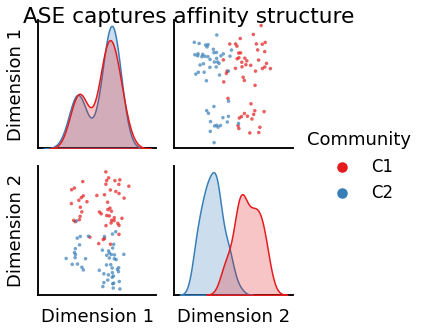 ASE captures affinity structure
Dimension 1
Community
C1
C2
Dimension 2
Dimension 1
Dimension 2